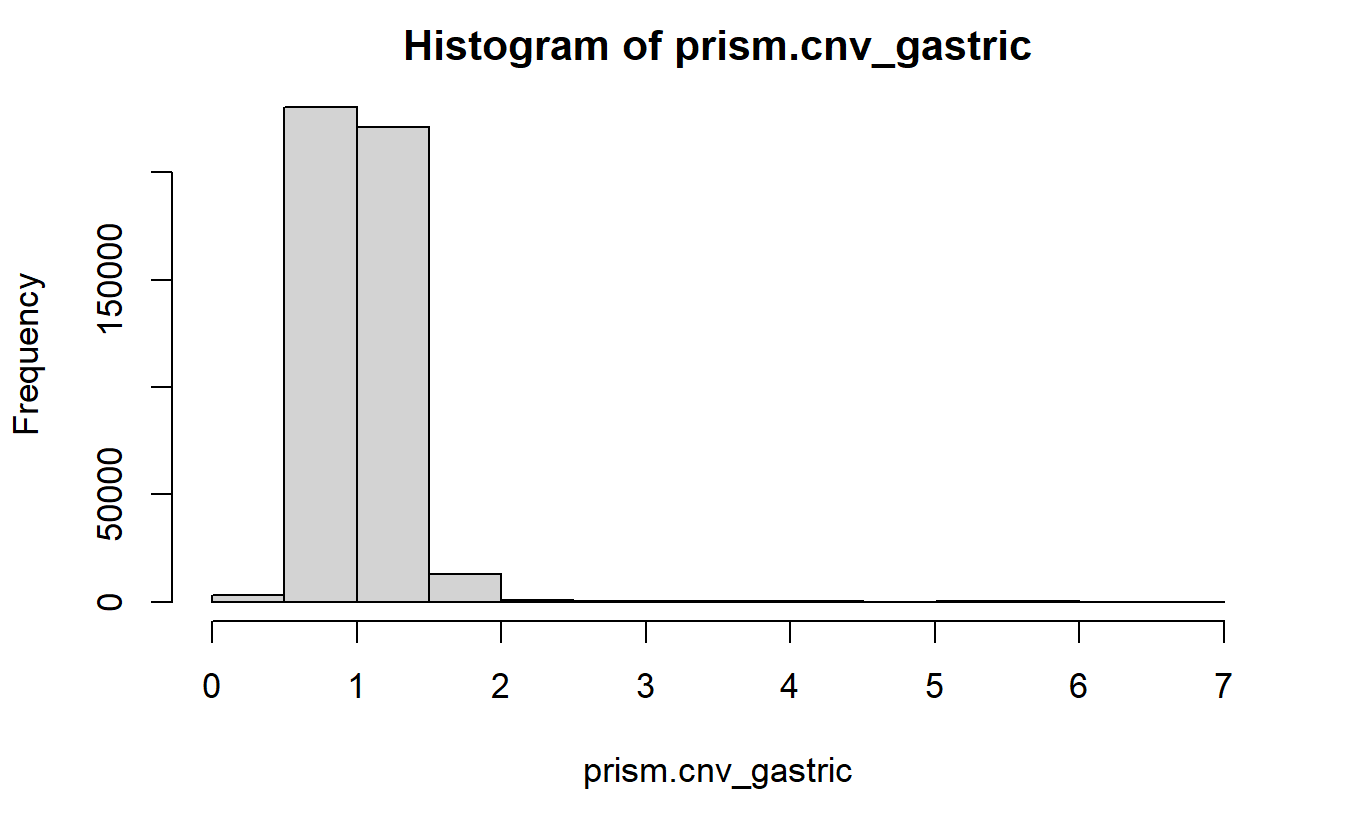 Histogram of prism.cnv_gastric
Frequency
150000
50000
0
0 1 2 3 4 5 6 7
prism.cnv_gastric